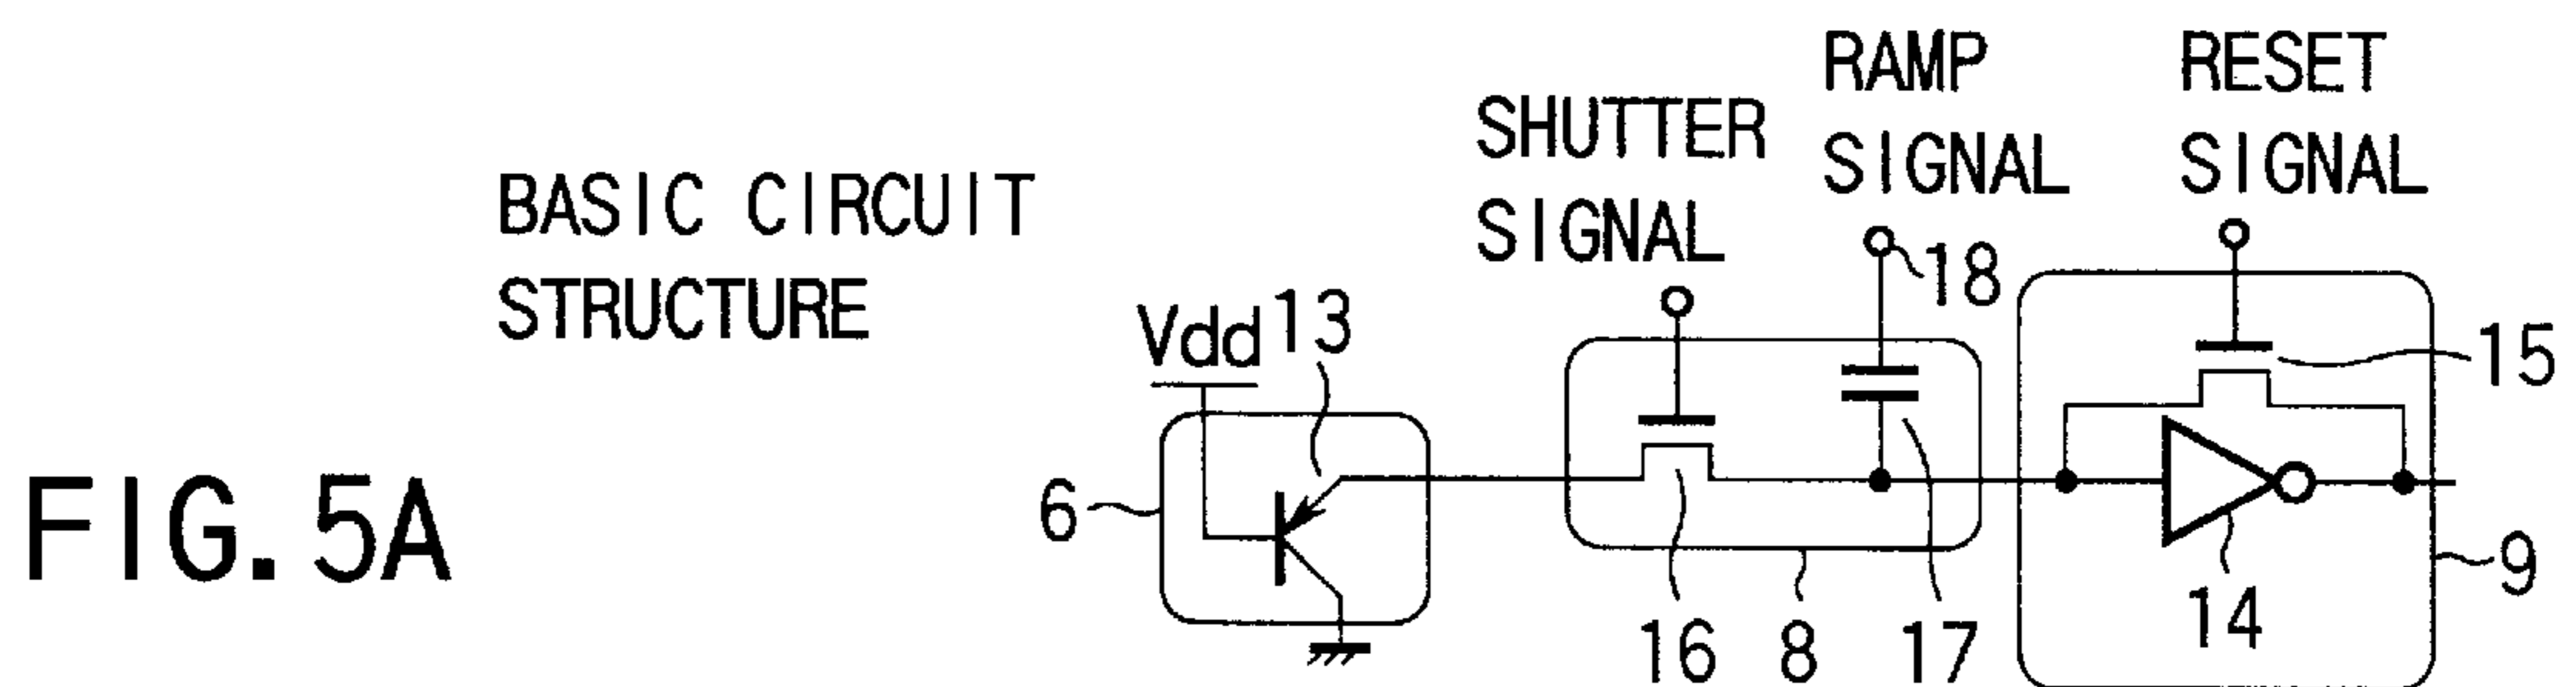 BASIC CIRCUIT
STRUCTURE
SHUTTER
SIGNAL
RAMP
SIGNAL
RESET
SIGNAL
Vdd
13
18
15
6
16
8
17
14
9
FIG. 5A